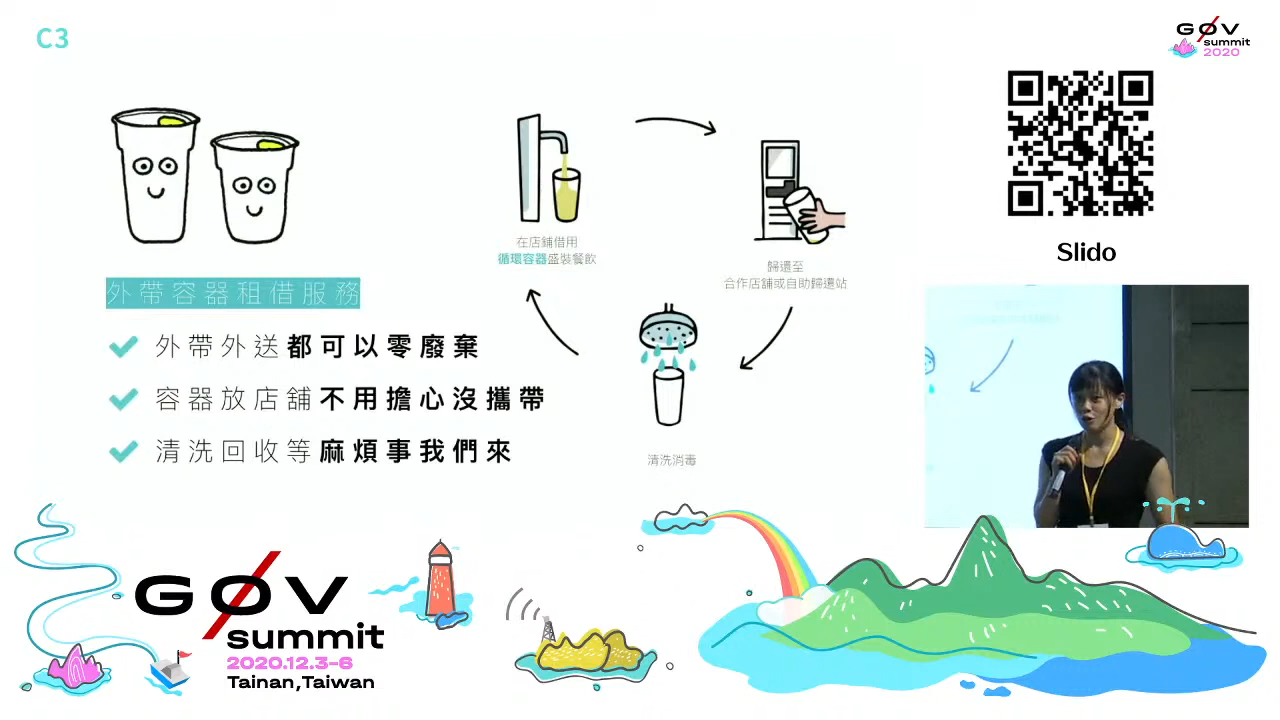 C3
GØV
summit
2020
在店鋪借用
循環容器盛裝餐飲
歸還至
合作店舖或自助歸還站
清洗消毒
外帶容器租借服務
外帶外送都可以零廢棄
容器放店舖不用擔心沒攜帶
清洗回收等麻煩事我們來
Slido
GØV
summit
2020.12.3-6
Tainan,Taiwan